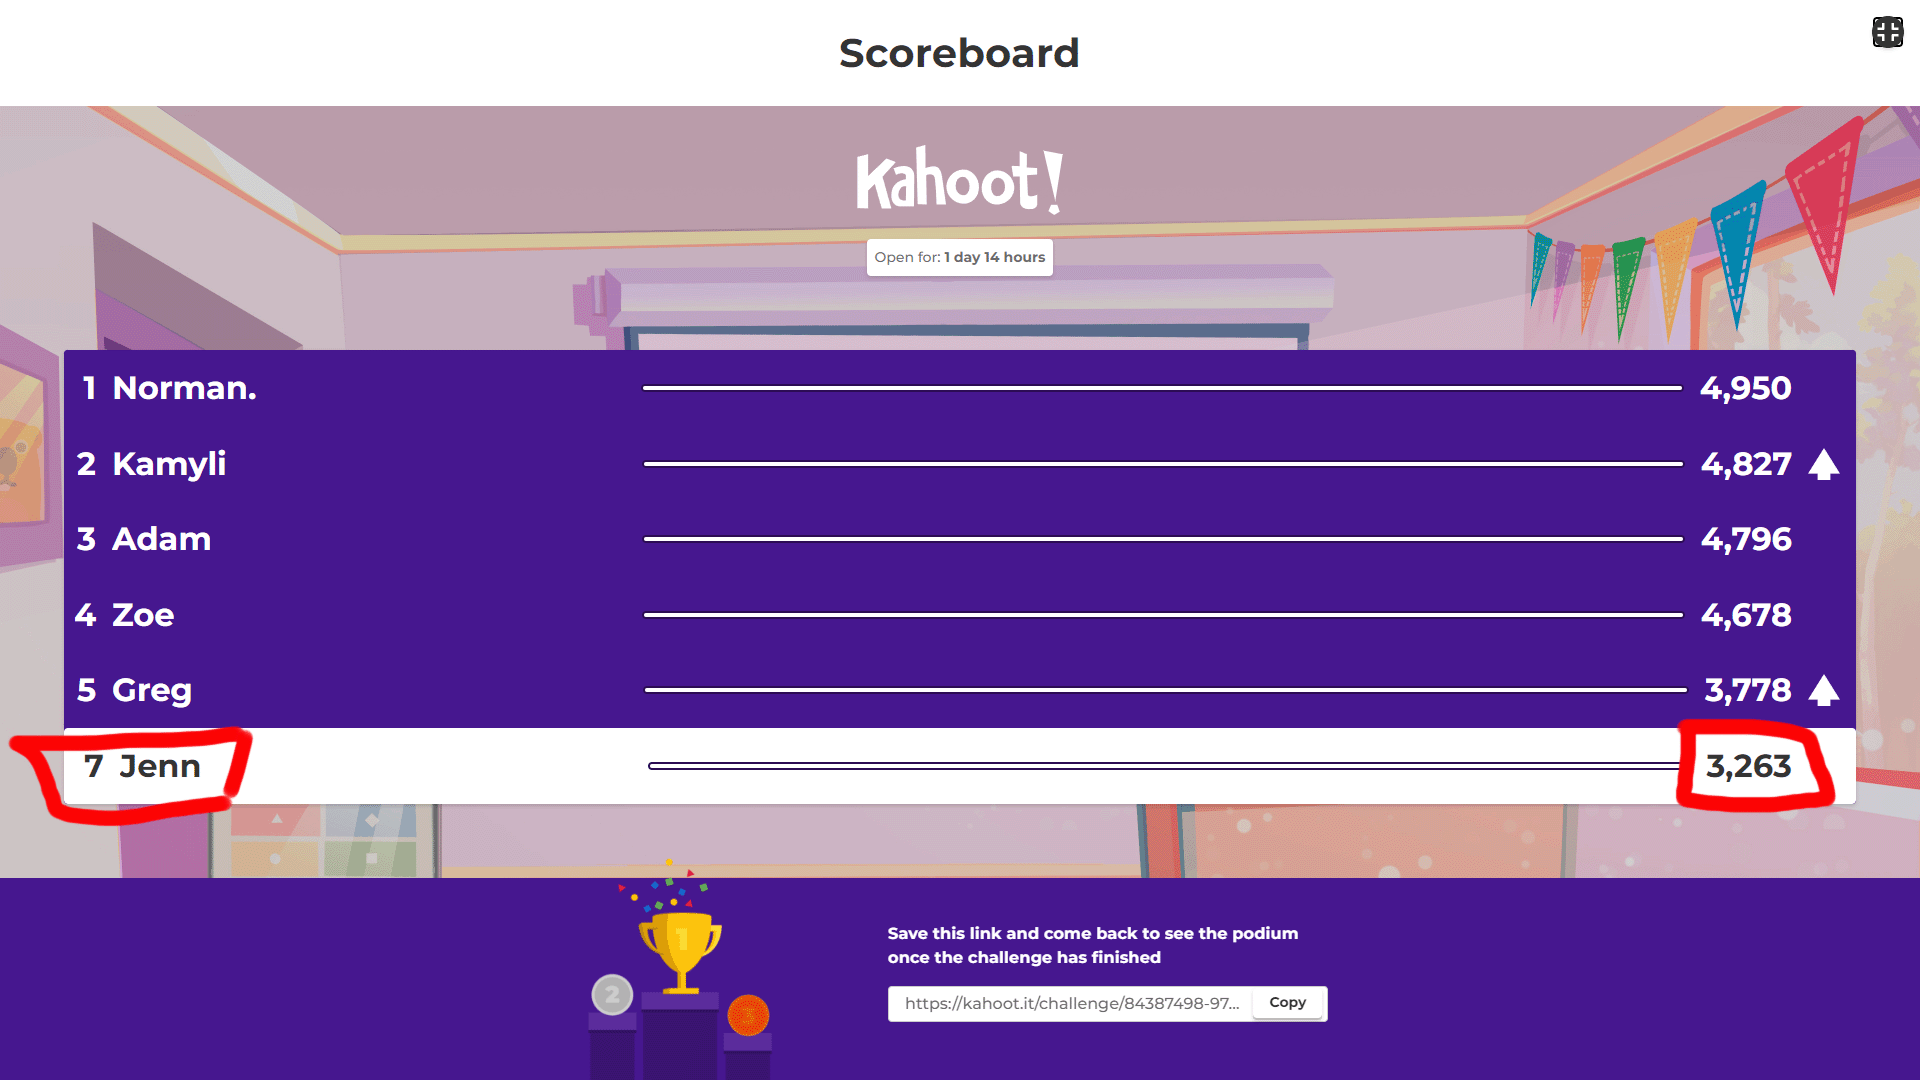 Scoreboard
Kahoot!
Open for: 1 day 14 hours
1 Norman. 4,950
2 Kamyli 4,827
3 Adam 4,796
4 Zoe 4,678
5 Greg 3,778
7 Jenn 3,263
1
2
3
Save this link and come back to see the podium
once the challenge has finished
https://kahoot.it/challenge/84387498-97... Copy